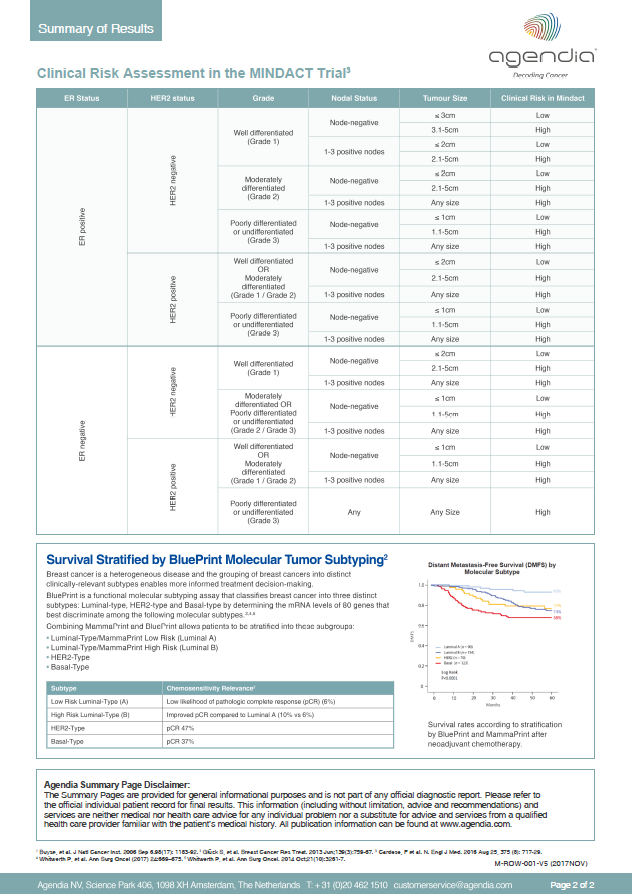 Summary of Results
agendia
Decoding Cancer
Clinical Risk Assessment in the MINDACT Trial³
ER Status HER2 status Grade Nodal Status Tumour Size Clinical Risk in Mindact
ER positive
HER2 negative
Well differentiated
(Grade 1)
Node-negative
≤ 3cm Low
3.1-5cm High
1-3 positive nodes
≤ 2cm Low
2.1-5cm High
Moderately
differentiated
(Grade 2)
Node-negative
≤ 2cm Low
2.1-5cm High
1-3 positive nodes Any size High
Poorly differentiated
or undifferentiated
(Grade 3)
Node-negative
≤ 1cm Low
1.1-5cm High
1-3 positive nodes Any size High
HER2 positive
Well differentiated
OR
Moderately
differentiated
(Grade 1 / Grade 2)
Node-negative
≤ 2cm Low
2.1-5cm High
1-3 positive nodes Any size High
Poorly differentiated
or undifferentiated
(Grade 3)
Node-negative
≤ 1cm Low
1.1-5cm High
1-3 positive nodes Any size High
ER negative
HER2 negative
Well differentiated
(Grade 1)
Node-negative
≤ 2cm Low
2.1-5cm High
1-3 positive nodes Any size High
Moderately
differentiated OR
Poorly differentiated
or undifferentiated
(Grade 2 / Grade 3)
Node-negative
≤ 1cm Low
1.1-5cm High
1-3 positive nodes Any size High
HER2 positive
Well differentiated
OR
Moderately
differentiated
(Grade 1 / Grade 2)
Node-negative
≤ 1cm Low
1.1-5cm High
1-3 positive nodes Any size High
Poorly differentiated
or undifferentiated
(Grade 3)
Any Any Size High
Survival Stratified by BluePrint Molecular Tumor Subtyping²
Breast cancer is a heterogeneous disease and the grouping of breast cancers into distinct
clinically-relevant subtypes enables more informed treatment decision-making.
BluePrint is a functional molecular subtyping assay that classifies breast cancer into three distinct
subtypes: Luminal-type, HER2-type and Basal-type by determining the mRNA levels of 80 genes that
best discriminate among the following molecular subtypes.
Combining MammaPrint and BluePrint allows patients to be stratified into these subgroups:
• Luminal-Type/MammaPrint Low Risk (Luminal A)
• Luminal-Type/MammaPrint High Risk (Luminal B)
• HER2-Type
• Basal-Type
Subtype Chemosensitivity Relevance
Low Risk Luminal-Type (A) Low likelihood of pathologic complete response (pCR) (6%)
High Risk Luminal-Type (B) Improved pCR compared to Luminal A (10% vs 6%)
HER2-Type pCR 47%
Basal-Type pCR 37%
Distant Metastasis-Free Survival (DMFS) by
Molecular Subtype
DMFS
1.0
0.8
0.6
0.4
0.2
0
Log Rank
P<0.0001
0 6 12 18 24 30 36 42 48 54 60
Months
Survival rates according to stratification
by BluePrint and MammaPrint after
neoadjuvant chemotherapy.
Agendia Summary Page Disclaimer:
The Summary Pages are provided for general informational purposes and is not part of any official diagnostic report. Please refer to
the official individual patient record for final results. This information (including without limitation, advice and recommendations) and
services are neither medical nor health care advice for any individual problem nor a substitute for advice and services from a qualified
health care provider familiar with the patient's medical history. All publication information can be found at www.agendia.com.
¹ Buyse, et al. J Natl Cancer Inst. 2006 Sep 6;98(17): 1183-92. ² Glück S, et al. Breast Cancer Res Treat. 2013 Jun;139(3):759-67. ³ Cardoso, F et al. N. Engl J Med. 2016 Aug 25, 375 (8): 717-29.
⁴ Whitworth P, et al. Ann Surg Oncol (2017) 24:669–675. ⁵ Whitworth P, et al. Ann Surg Oncol. 2014 Oct;21(10):3261-7.
M-ROW-001-V5 (2017NOV)
Agendia NV, Science Park 406, 1098 XH Amsterdam, The Netherlands T: + 31 (0)20 462 1510 customerservice@agendia.com Page 2 of 2